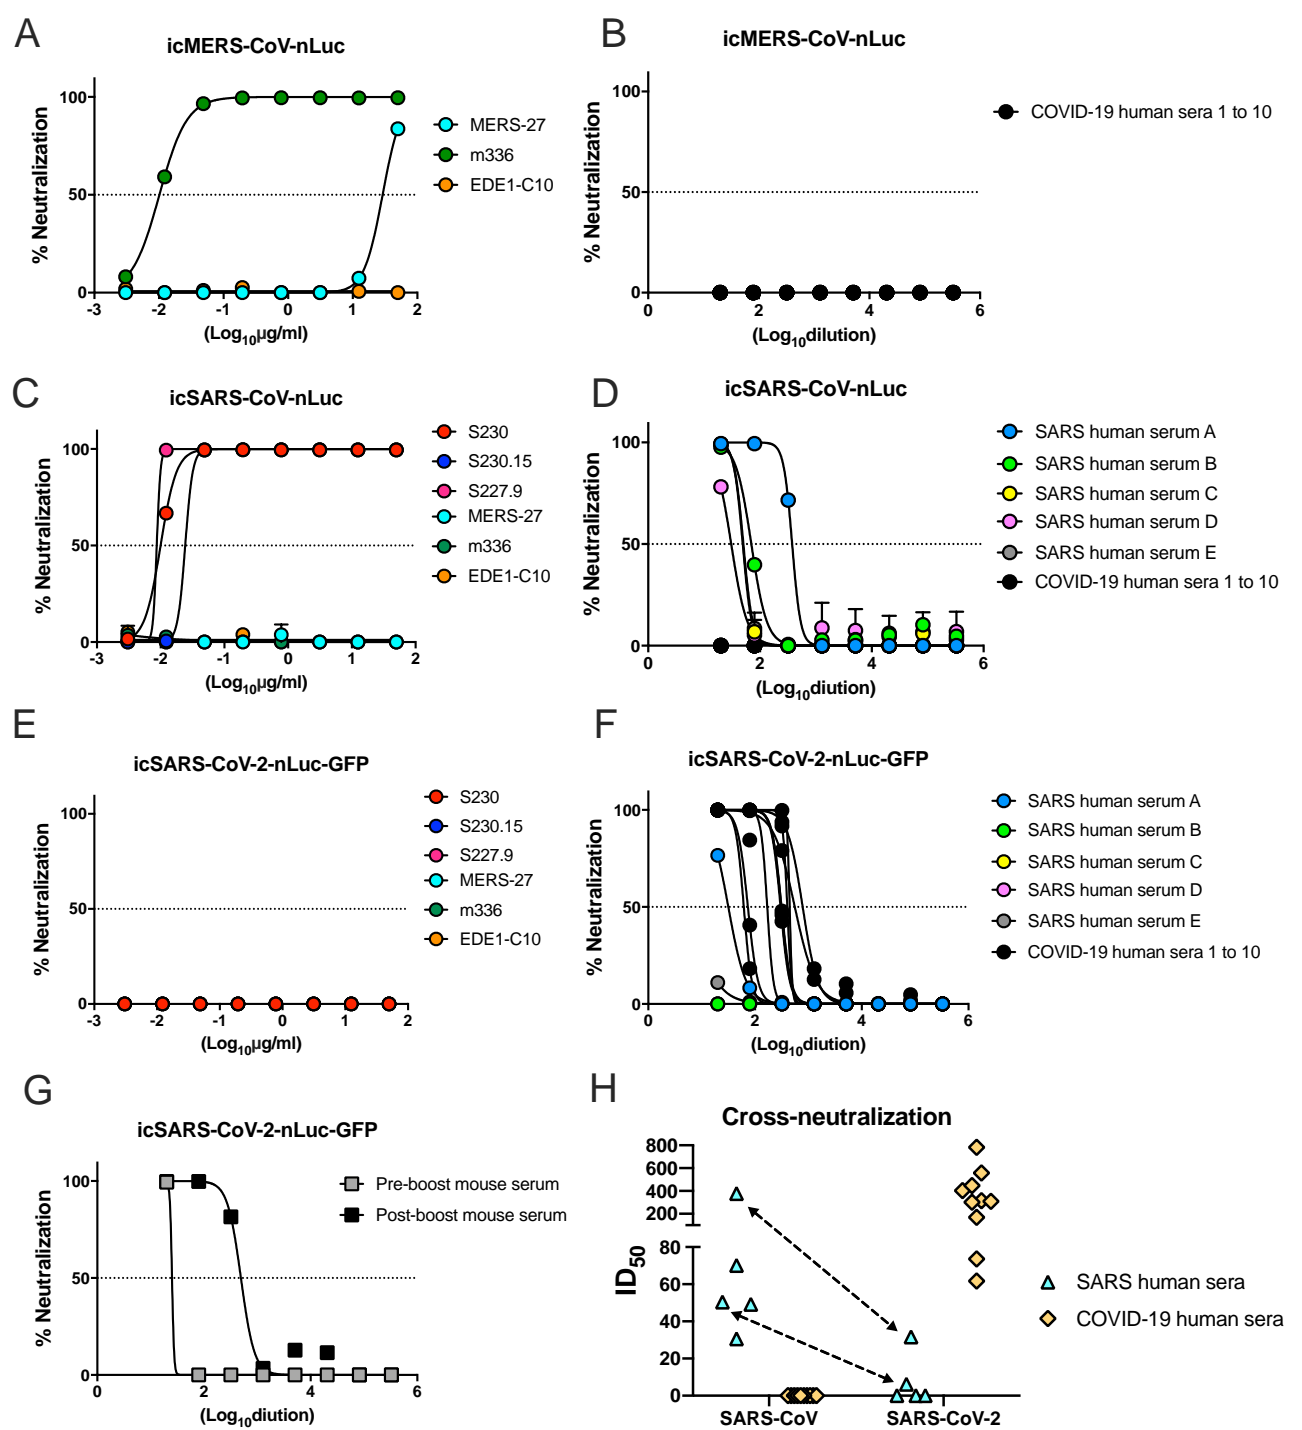 A
icMERS-CoV-nLuc
% Neutralization
100
50
0
-3 -2 -1 0 1 2
(Log10µg/ml)
MERS-27
m336
EDE1-C10
B
icMERS-CoV-nLuc
% Neutralization
100
50
0
0 2 4 6
(Log10dilution)
COVID-19 human sera 1 to 10
C
icSARS-CoV-nLuc
% Neutralization
100
50
0
-3 -2 -1 0 1 2
(Log10µg/ml)
S230
S230.15
S227.9
MERS-27
m336
EDE1-C10
D
icSARS-CoV-nLuc
% Neutralization
100
50
0
0 2 4 6
(Log10diution)
SARS human serum A
SARS human serum B
SARS human serum C
SARS human serum D
SARS human serum E
COVID-19 human sera 1 to 10
E
icSARS-CoV-2-nLuc-GFP
% Neutralization
100
50
0
-3 -2 -1 0 1 2
(Log10µg/ml)
S230
S230.15
S227.9
MERS-27
m336
EDE1-C10
F
icSARS-CoV-2-nLuc-GFP
% Neutralization
100
50
0
0 2 4 6
(Log10diution)
SARS human serum A
SARS human serum B
SARS human serum C
SARS human serum D
SARS human serum E
COVID-19 human sera 1 to 10
G
icSARS-CoV-2-nLuc-GFP
% Neutralization
100
50
0
0 2 4 6
(Log10diution)
Pre-boost mouse serum
Post-boost mouse serum
H
Cross-neutralization
ID50
800
600
400
200
80
60
40
20
0
SARS-CoV SARS-CoV-2
SARS human sera
COVID-19 human sera